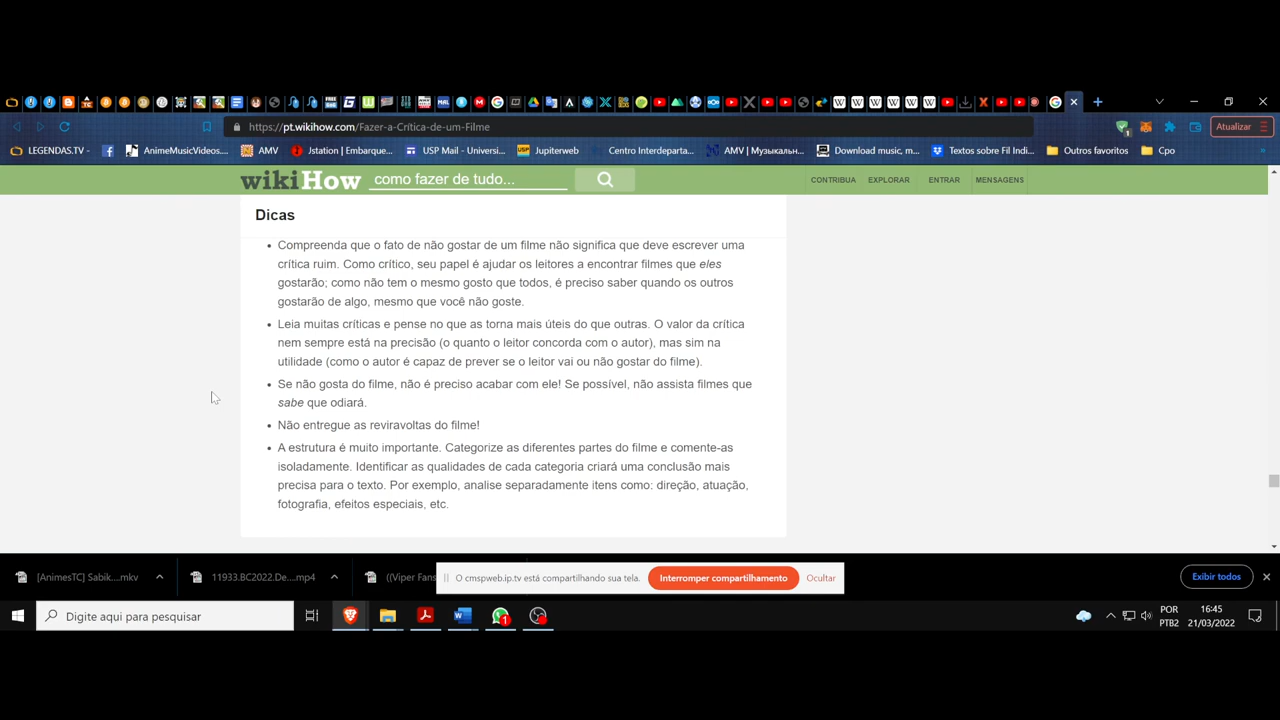 https://pt.wikihow.com/Fazer-a-Crítica-de-um-Filme
Atualizar
LEGENDAS.TV -
AnimeMusicVideos...
AMV
Jstation | Embarque...
USP Mail - Universi...
Jupiterweb
Centro Interdeparta...
AMV | Музыкальн...
Download music, m...
Textos sobre Fil Indi...
Outros favoritos
Cpo
wikiHow
como fazer de tudo...
CONTRIBUA
EXPLORAR
ENTRAR
MENSAGENS
Dicas
Compreenda que o fato de não gostar de um filme não significa que deve escrever uma
crítica ruim. Como crítico, seu papel é ajudar os leitores a encontrar filmes que eles
gostarão; como não tem o mesmo gosto que todos, é preciso saber quando os outros
gostarão de algo, mesmo que você não goste.
Leia muitas críticas e pense no que as torna mais úteis do que outras. O valor da crítica
nem sempre está na precisão (o quanto o leitor concorda com o autor), mas sim na
utilidade (como o autor é capaz de prever se o leitor vai ou não gostar do filme).
Se não gosta do filme, não é preciso acabar com ele! Se possível, não assista filmes que
sabe que odiará.
Não entregue as reviravoltas do filme!
A estrutura é muito importante. Categorize as diferentes partes do filme e comente-as
isoladamente. Identificar as qualidades de cada categoria criará uma conclusão mais
precisa para o texto. Por exemplo, analise separadamente itens como: direção, atuação,
fotografia, efeitos especiais, etc.
[AnimesTC] Sabik....mkv
11933.BC2022.De....mp4
((Viper Fans
O cmspweb.ip.tv está compartilhando sua tela.
Interromper compartilhamento
Ocultar
Exibir todos
Digite aqui para pesquisar
1
POR
PTB2
16:45
21/03/2022